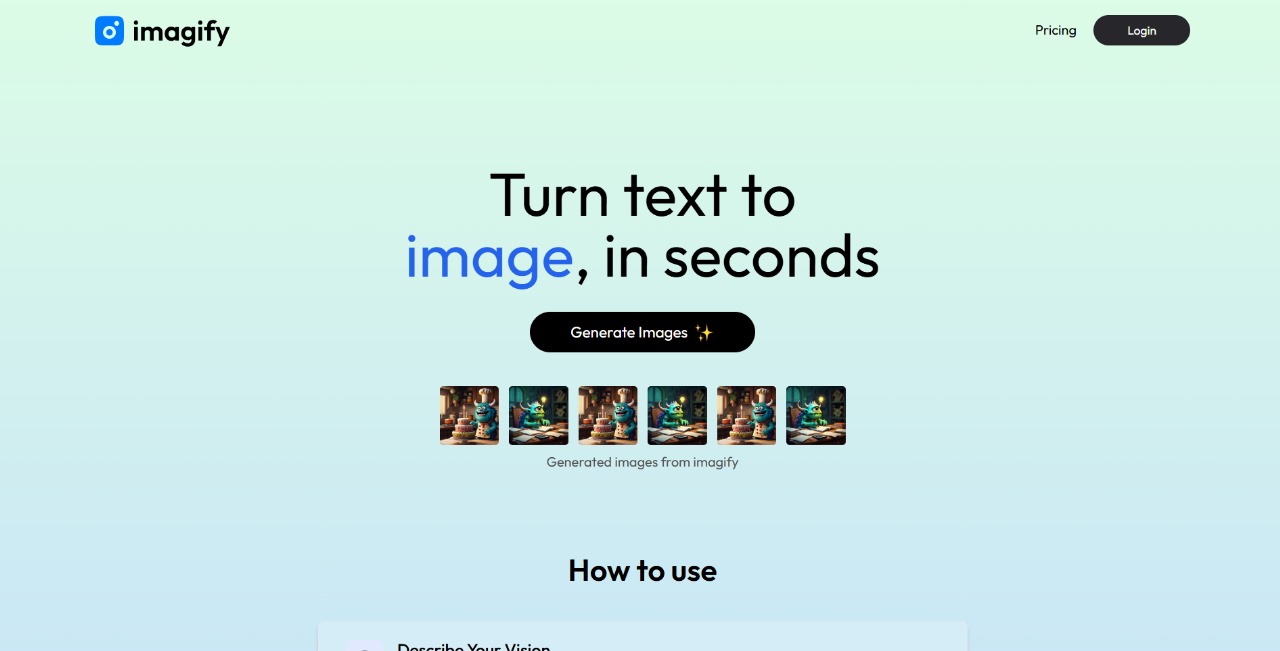 imagify
Pricing
Login
Turn text to
image, in seconds
Generate Images ✨
Generated images from imagify
How to use
Describe Your Vision